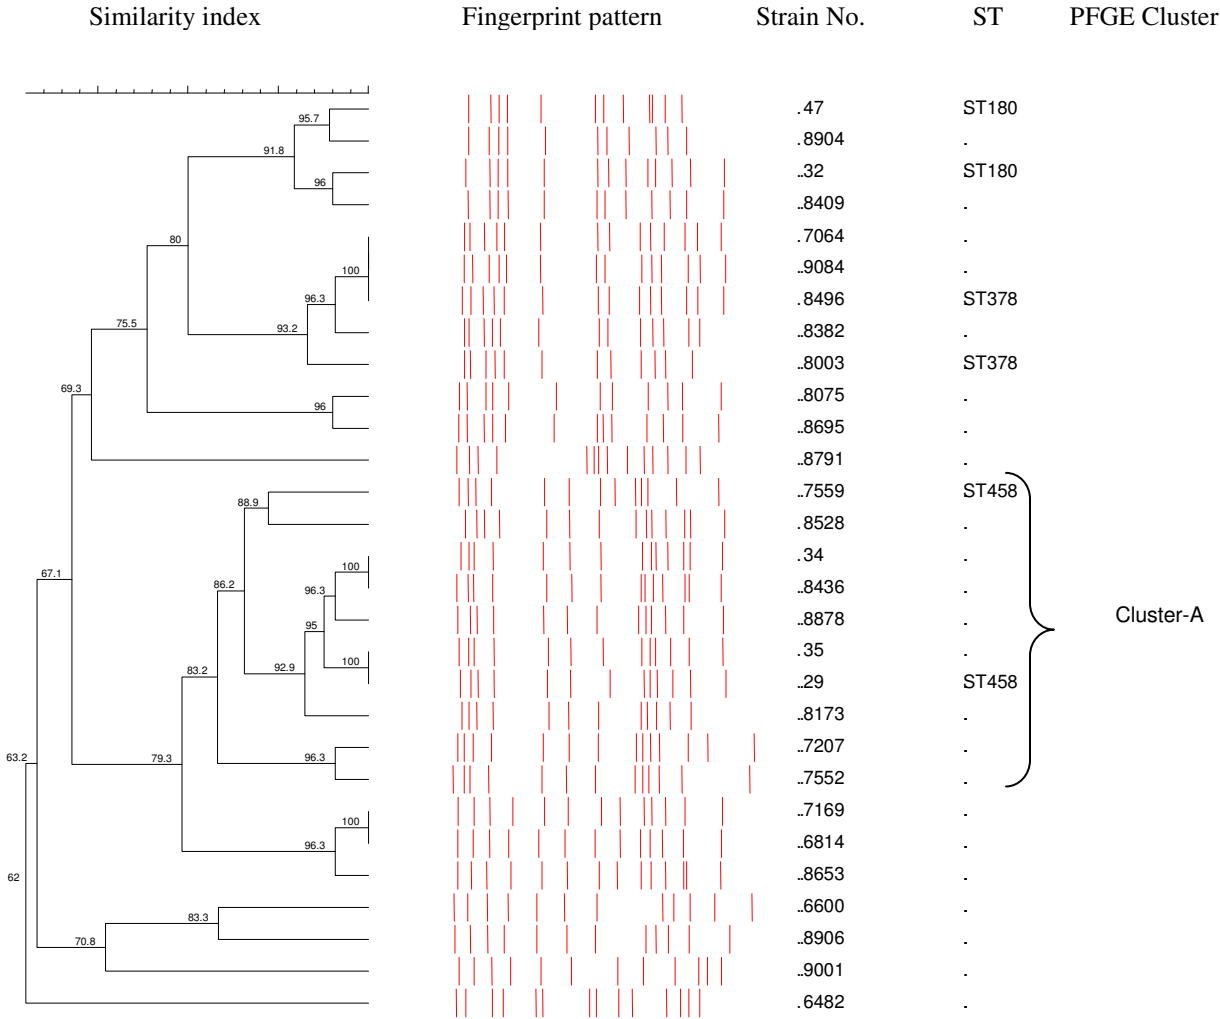 Similarity index Fingerprint pattern Strain No. ST PFGE Cluster
95.7 .47 ST180
.8904 .
91.8
..32 ST180
96
..8409 .
80 .7064 .
100 ..9084 .
96.3 .8496 ST378
75.5 93.2 ..8382 .
..8003 ST378
69.3 ..8075 .
96 ..8695 .
..8791 .
88.9 ..7559 ST458
.8528 .
100 .34 .
67.1 86.2 96.3 ..8436 .
..8878 . Cluster-A
95 .35 .
83.2 92.9 100 ..29 ST458
..8173 .
63.2 79.3 96.3 ..7207 .
..7552 .
100 ..7169 .
96.3 ..6814 .
62 ..8653 .
83.3 ..6600 .
70.8 ..8906 .
..9001 .
.6482 .